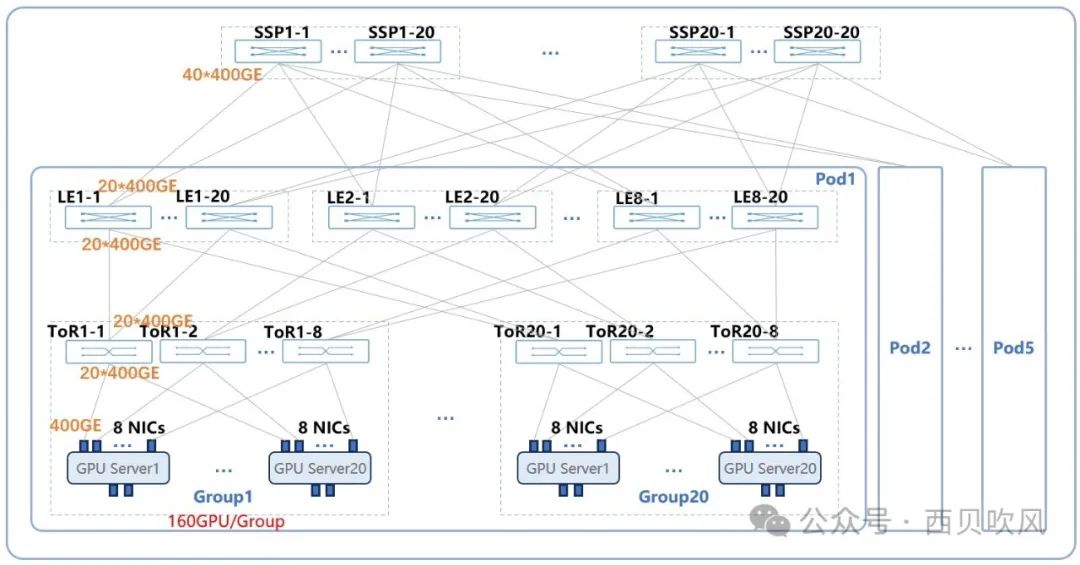 SSP1-1 ... SSP1-20 ... SSP20-1 ... SSP20-20
40*400GE
Pod1
20*400GE
LE1-1 ... LE1-20 LE2-1 ... LE2-20 ... LE8-1 ... LE8-20
20*400GE
20*400GE
ToR1-1 ToR1-2 ... ToR1-8 ToR20-1 ToR20-2 ... ToR20-8
Pod2 ... Pod5
20*400GE
...
400GE 8 NICs 8 NICs 8 NICs 8 NICs
... ... ... ...
GPU Server1 ... GPU Server20 GPU Server1 ... GPU Server20
Group1 Group20
160GPU/Group
公众号 · 西贝吹风